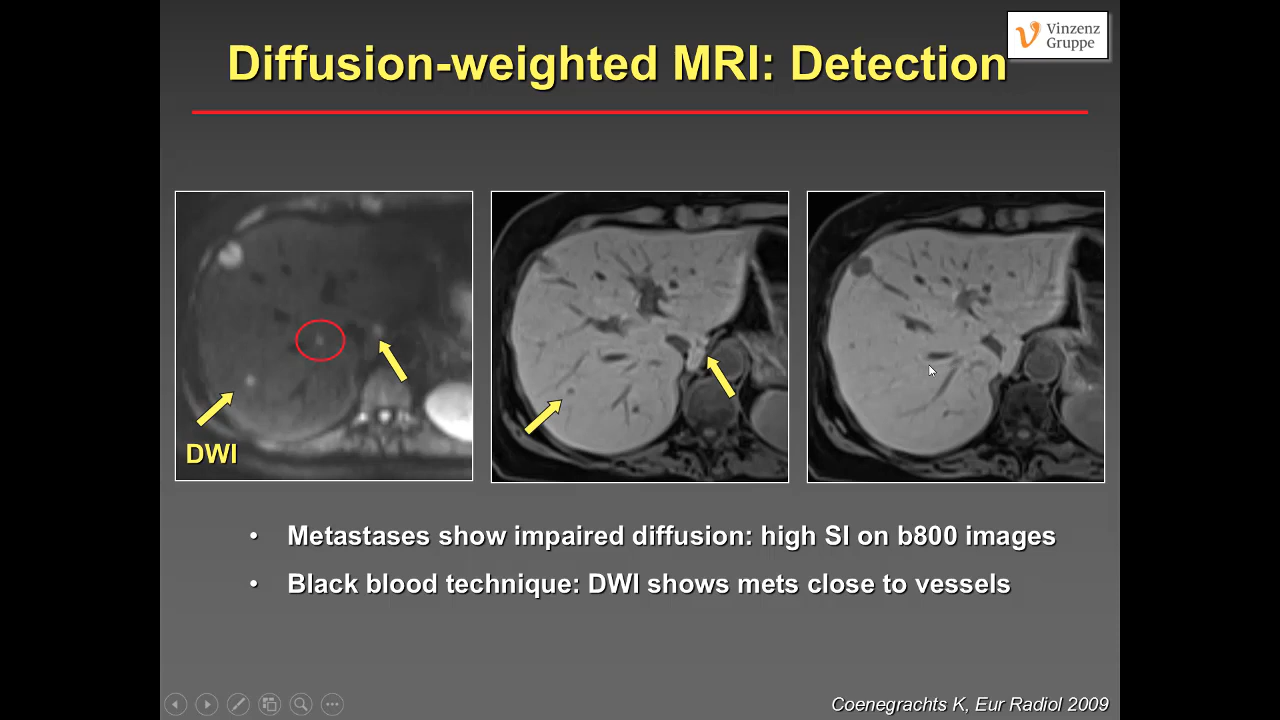 Diffusion-weighted MRI: Detection
Vinzenz
Gruppe
DWI
• Metastases show impaired diffusion: high SI on b800 images
• Black blood technique: DWI shows mets close to vessels
Coenegrachts K, Eur Radiol 2009